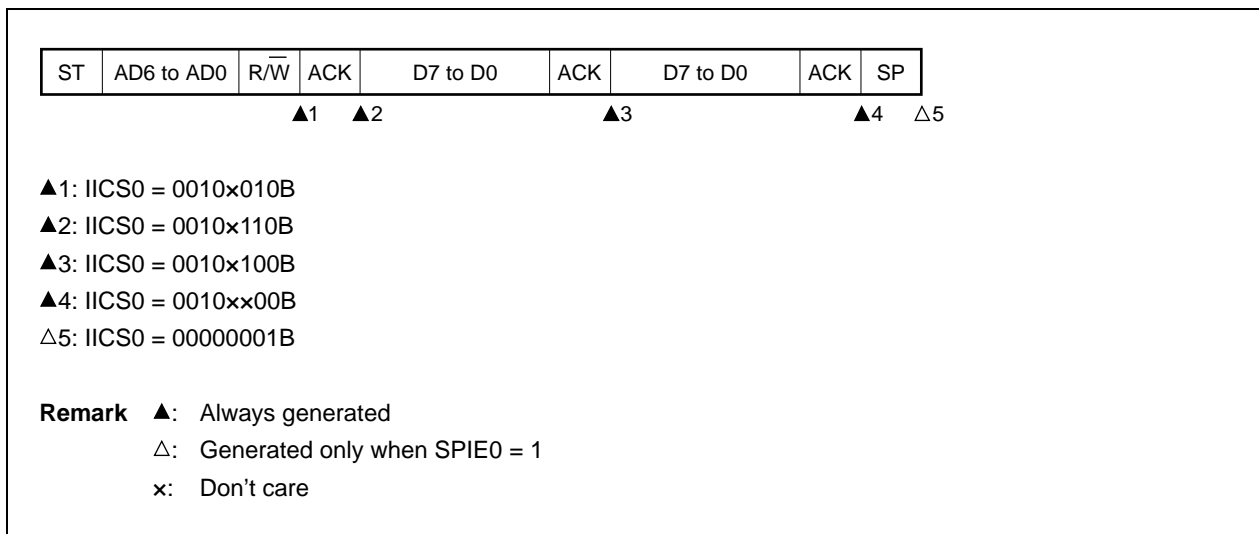 ST AD6 to AD0 R/W̅ ACK D7 to D0 ACK D7 to D0 ACK SP
▲1 ▲2 ▲3 ▲4 △5
▲1: IICS0 = 0010×010B
▲2: IICS0 = 0010×110B
▲3: IICS0 = 0010×100B
▲4: IICS0 = 0010××00B
△5: IICS0 = 00000001B
Remark ▲: Always generated
△: Generated only when SPIE0 = 1
×: Don't care